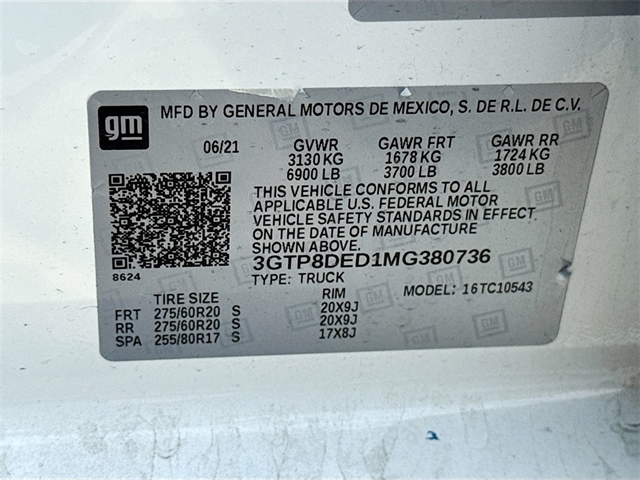 gm
MFD BY GENERAL MOTORS DE MEXICO, S. DE R.L. DE C.V.
06/21 GVWR GAWR FRT GAWR RR
3130 KG 1678 KG 1724 KG
6900 LB 3700 LB 3800 LB
THIS VEHICLE CONFORMS TO ALL
APPLICABLE U.S. FEDERAL MOTOR
VEHICLE SAFETY STANDARDS IN EFFECT
ON THE DATE OF MANUFACTURE
SHOWN ABOVE.
3GTP8DED1MG380736
8624
TYPE: TRUCK
TIRE SIZE RIM MODEL: 16TC10543
FRT 275/60R20 S 20X9J
RR 275/60R20 S 20X9J
SPA 255/80R17 S 17X8J